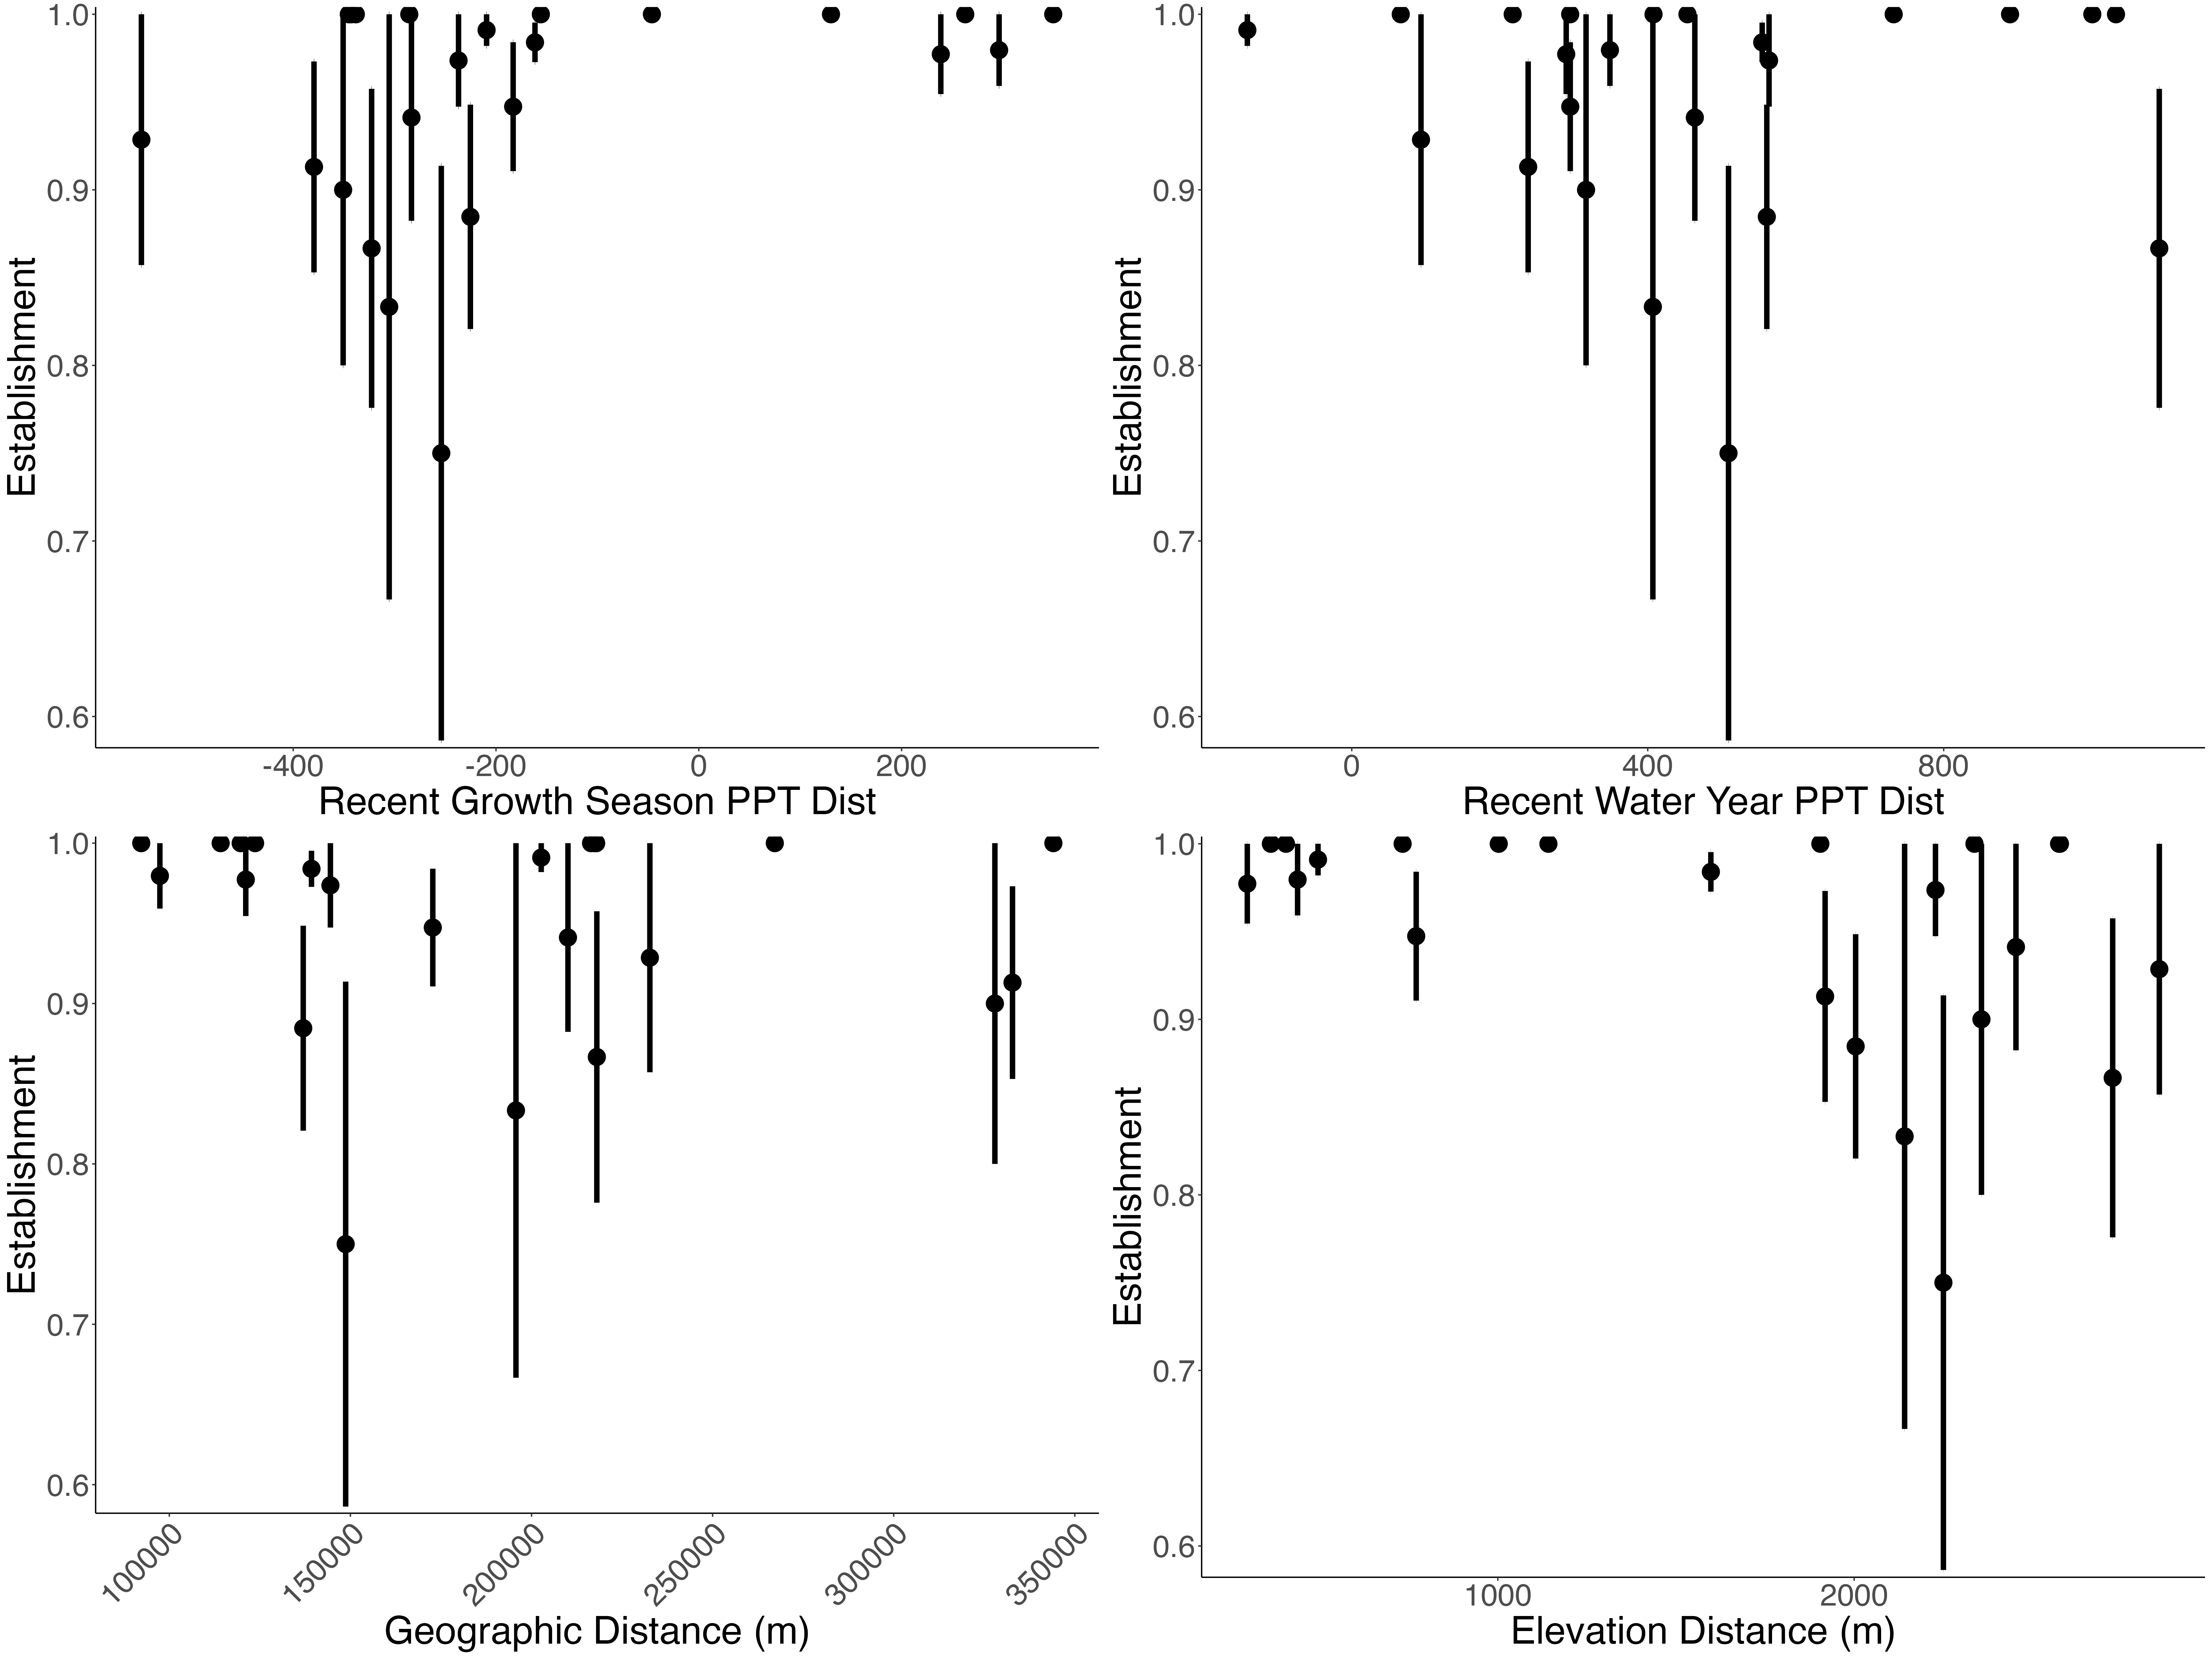 1.0
0.9
0.8
0.7
0.6
Establishment
-400 -200 0 200
Recent Growth Season PPT Dist
1.0
0.9
0.8
0.7
0.6
Establishment
0 400 800
Recent Water Year PPT Dist
1.0
0.9
0.8
0.7
0.6
Establishment
100000 150000 200000 250000 300000 350000
Geographic Distance (m)
1.0
0.9
0.8
0.7
0.6
Establishment
1000 2000
Elevation Distance (m)